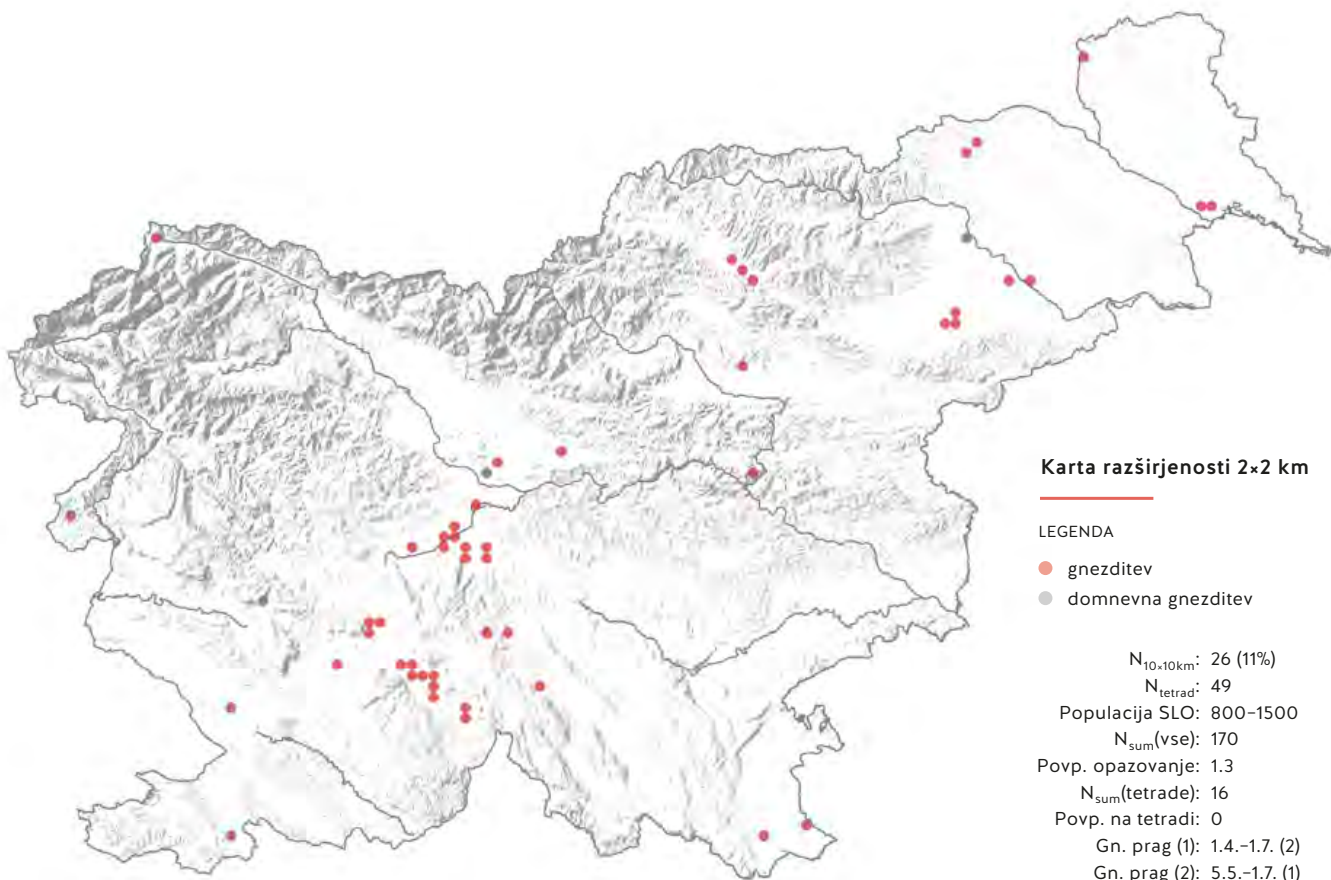 Karta razširjenosti 2×2 km
LEGENDA
gnezditev
domnevna gnezditev
N10×10km: 26 (11%)
Ntetrad: 49
Populacija SLO: 800–1500
Nsum(vse): 170
Povp. opazovanje: 1.3
Nsum(tetrade): 16
Povp. na tetradi: 0
Gn. prag (1): 1.4.–1.7. (2)
Gn. prag (2): 5.5.–1.7. (1)